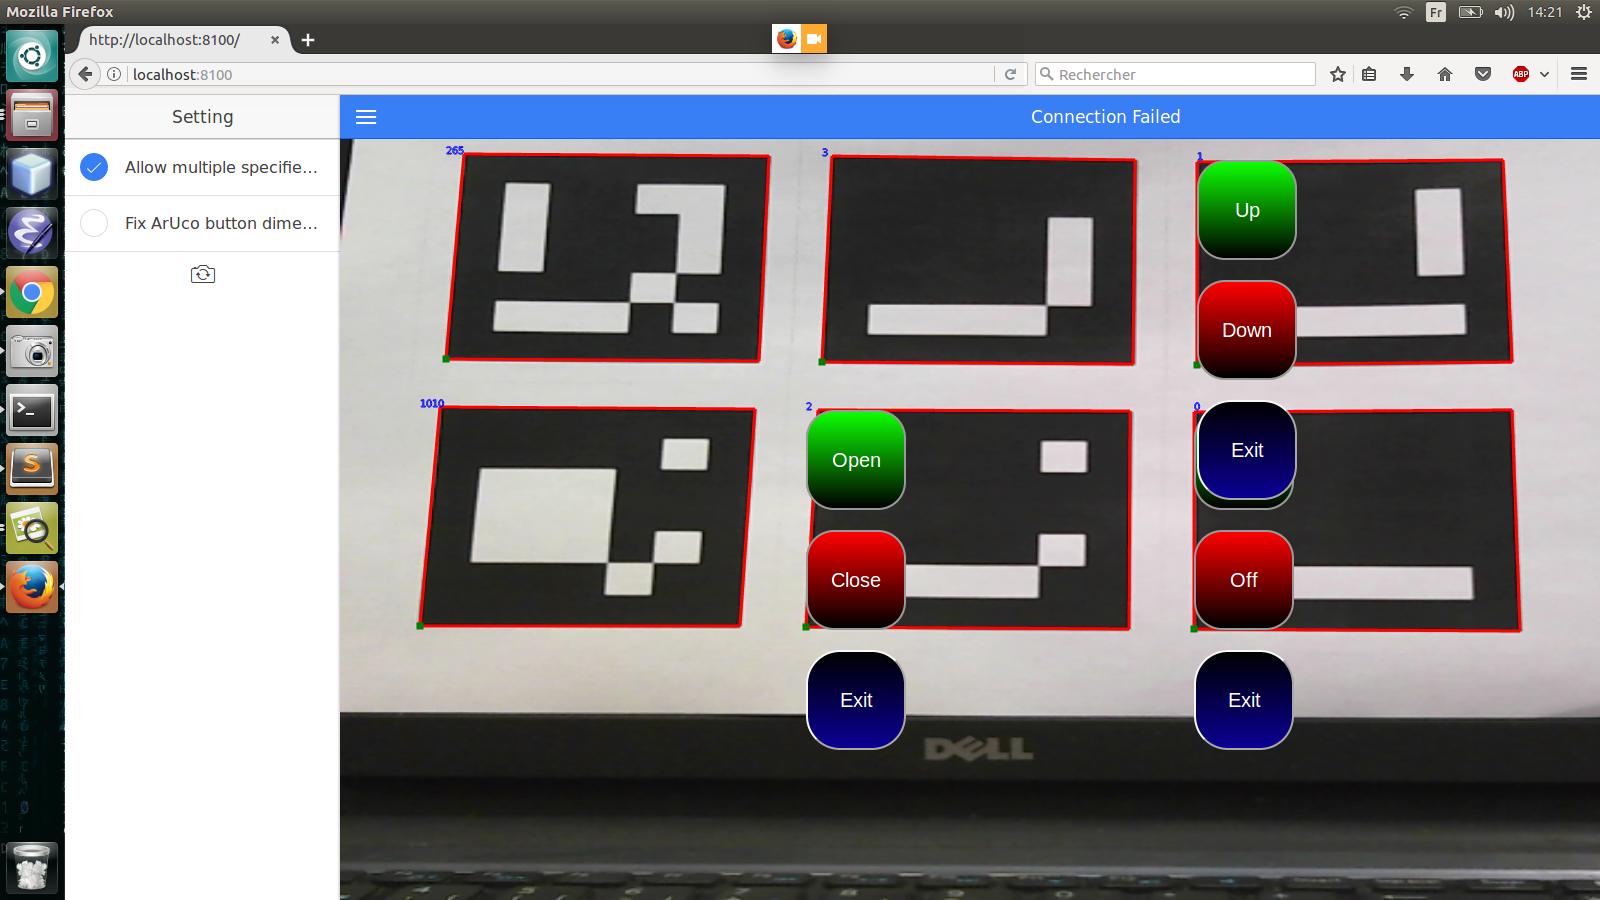 Mozilla Firefox
Fr
14:21
http://localhost:8100/
localhost:8100
Rechercher
ABP
Setting
Connection Failed
Allow multiple specifie...
Fix ArUco button dime...
265
3
1
Up
Down
1010
2
0
Open
Exit
Close
Off
Exit
Exit
DELL